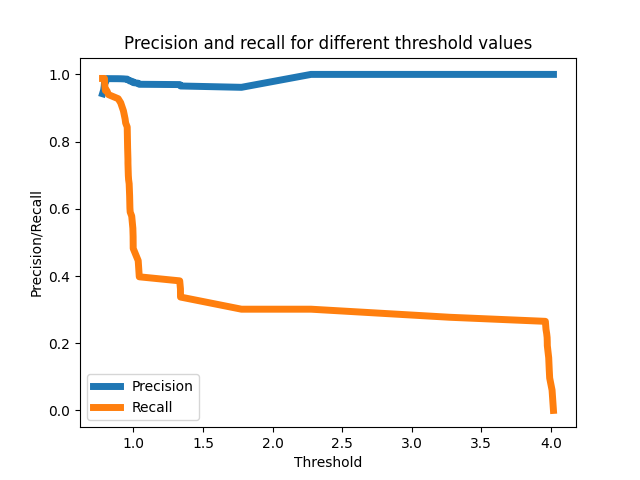 Precision and recall for different threshold values
Precision/Recall
1.0
0.8
0.6
0.4
0.2
0.0
Precision
Recall
1.0
1.5
2.0
2.5
3.0
3.5
4.0
Threshold